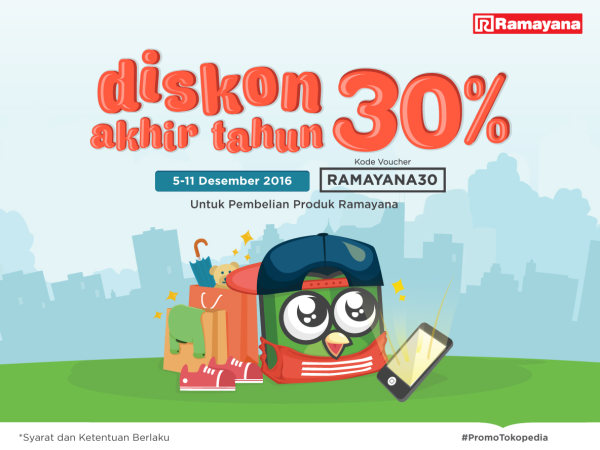 Ramayana
diskon
akhir tahun 30%
Kode Voucher
5-11 Desember 2016 RAMAYANA30
Untuk Pembelian Produk Ramayana
*Syarat dan Ketentuan Berlaku
#PromoTokopedia